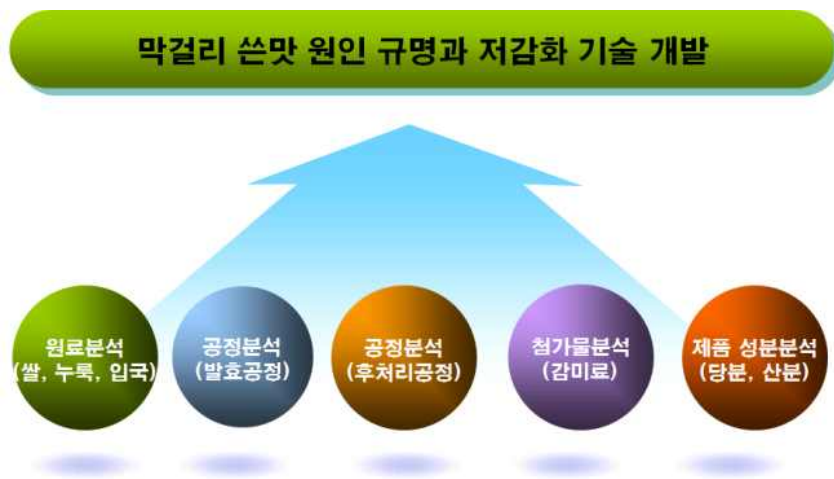 막걸리 쓴맛 원인 규명과 저감화 기술 개발
원료분석
(쌀, 누룩, 입국)
공정분석
(발효공정)
공정분석
(후처리공정)
첨가물분석
(감미료)
제품 성분분석
(당분, 산분)